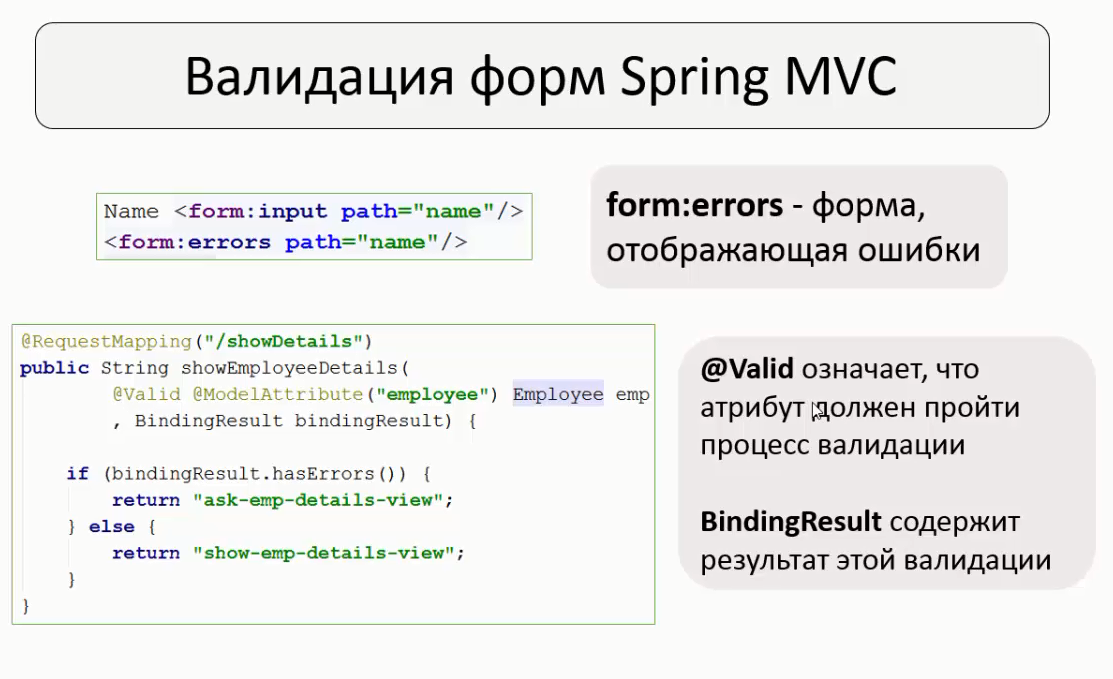 Валидация форм Spring MVC
Name <form:input path="name"/>
<form:errors path="name"/>
form:errors - форма,
отображающая ошибки
@RequestMapping("/showDetails")
public String showEmployeeDetails(
@Valid @ModelAttribute("employee") Employee emp
, BindingResult bindingResult) {
if (bindingResult.hasErrors()) {
return "ask-emp-details-view";
} else {
return "show-emp-details-view";
}
}
@Valid означает, что
атрибут должен пройти
процесс валидации
BindingResult содержит
результат этой валидации